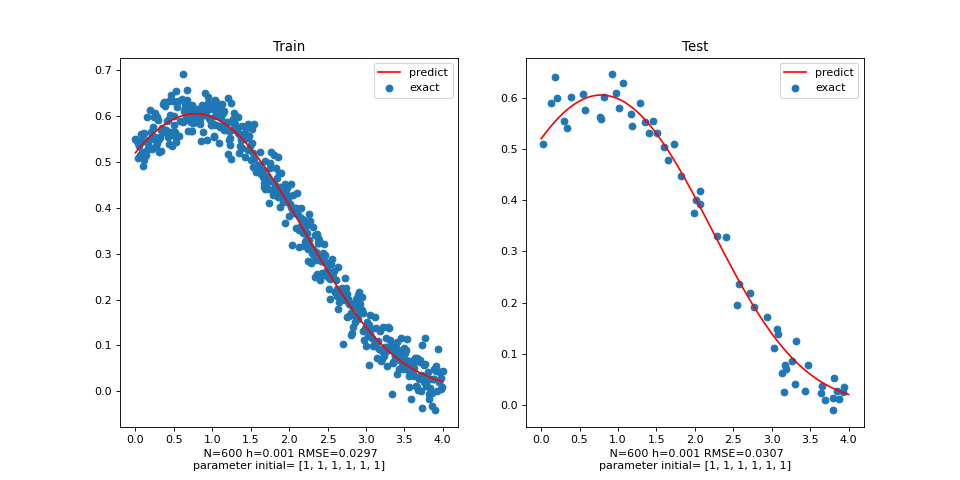 Train
0.7
0.6
0.5
0.4
0.3
0.2
0.1
0.0
predict
exact
0.0 0.5 1.0 1.5 2.0 2.5 3.0 3.5 4.0
N=600 h=0.001 RMSE=0.0297
parameter initial= [1, 1, 1, 1, 1, 1]
Test
0.6
0.5
0.4
0.3
0.2
0.1
0.0
predict
exact
0.0 0.5 1.0 1.5 2.0 2.5 3.0 3.5 4.0
N=600 h=0.001 RMSE=0.0307
parameter initial= [1, 1, 1, 1, 1, 1]